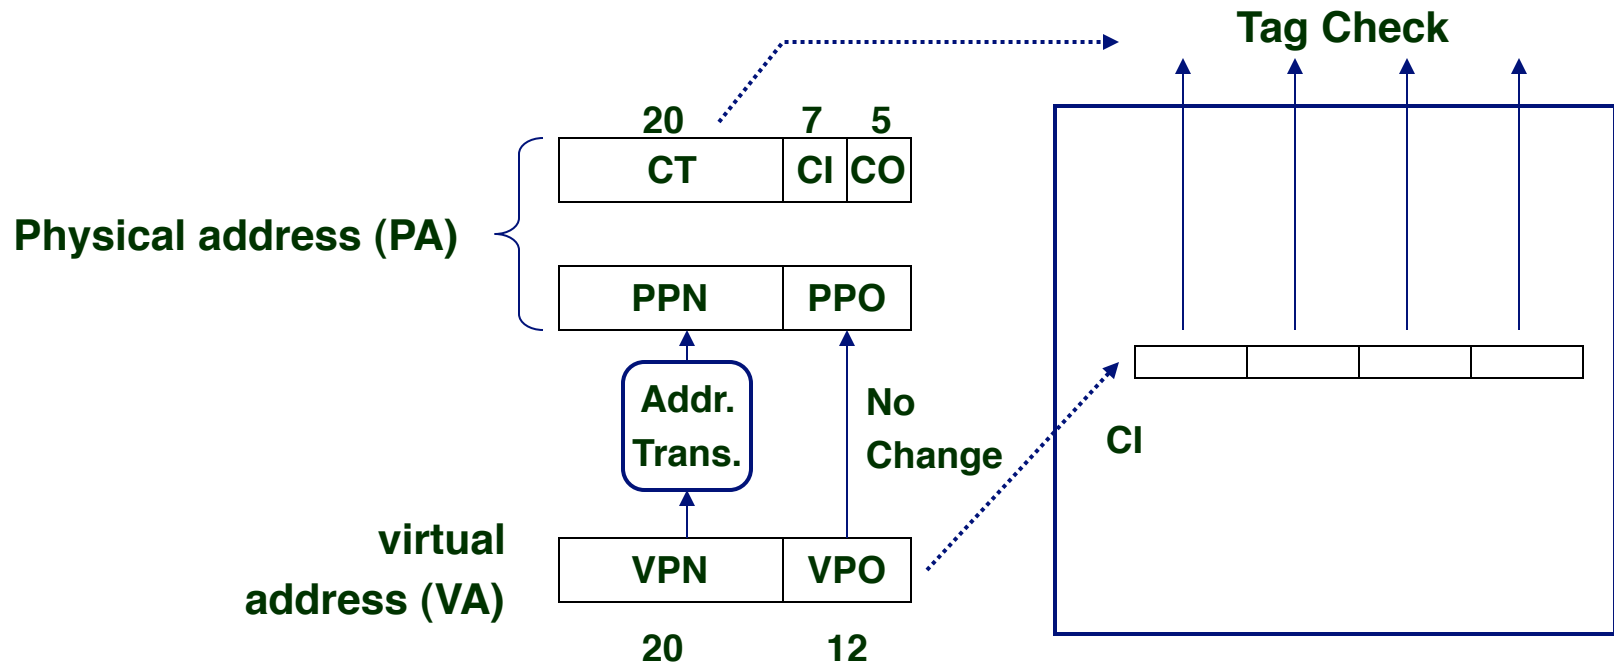 Tag Check
20 7 5
CT CI CO
Physical address (PA)
PPN PPO
Addr.
Trans.
No
Change
CI
virtual
address (VA)
VPN VPO
20 12